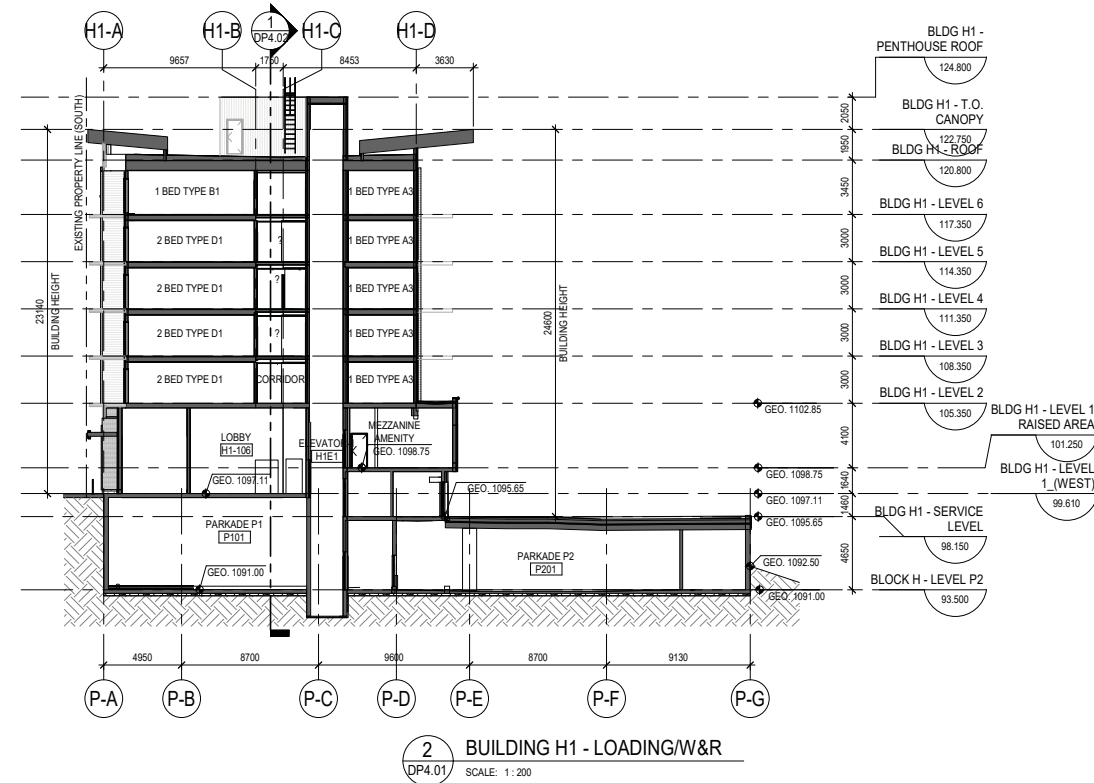 H1-A
H1-B
1
DP4.02
H1-C
H1-D
9657
1750
8453
3630
EXISTING PROPERTY LINE (SOUTH)
BLDG H1 -
PENTHOUSE ROOF
124.800
BLDG H1 - T.O.
CANOPY
122.750
BLDG H1 - ROOF
120.800
BLDG H1 - LEVEL 6
117.350
BLDG H1 - LEVEL 5
114.350
BLDG H1 - LEVEL 4
111.350
BLDG H1 - LEVEL 3
108.350
BLDG H1 - LEVEL 2
105.350
BLDG H1 - LEVEL 1
RAISED AREA
101.250
BLDG H1 - LEVEL
1_(WEST)
99.610
BLDG H1 - SERVICE
LEVEL
98.150
BLOCK H - LEVEL P2
93.500
2050
1950
3450
3000
3000
3000
3000
4100
1640
1460
4650
1 BED TYPE B1
1 BED TYPE A3
2 BED TYPE D1
?
1 BED TYPE A3
2 BED TYPE D1
?
1 BED TYPE A3
2 BED TYPE D1
?
1 BED TYPE A3
2 BED TYPE D1
CORRIDOR
1 BED TYPE A3
23140
BUILDING HEIGHT
24600
BUILDING HEIGHT
LOBBY
H1-106
ELEVATOR
H1E1
MEZZANINE
AMENITY
GEO. 1098.75
GEO. 1097.11
GEO. 1095.65
GEO. 1102.85
GEO. 1098.75
GEO. 1097.11
GEO. 1095.65
PARKADE P1
P101
GEO. 1091.00
PARKADE P2
P201
GEO. 1092.50
GEO. 1091.00
4950
8700
9600
8700
9130
P-A
P-B
P-C
P-D
P-E
P-F
P-G
2
DP4.01
BUILDING H1 - LOADING/W&R
SCALE: 1 : 200